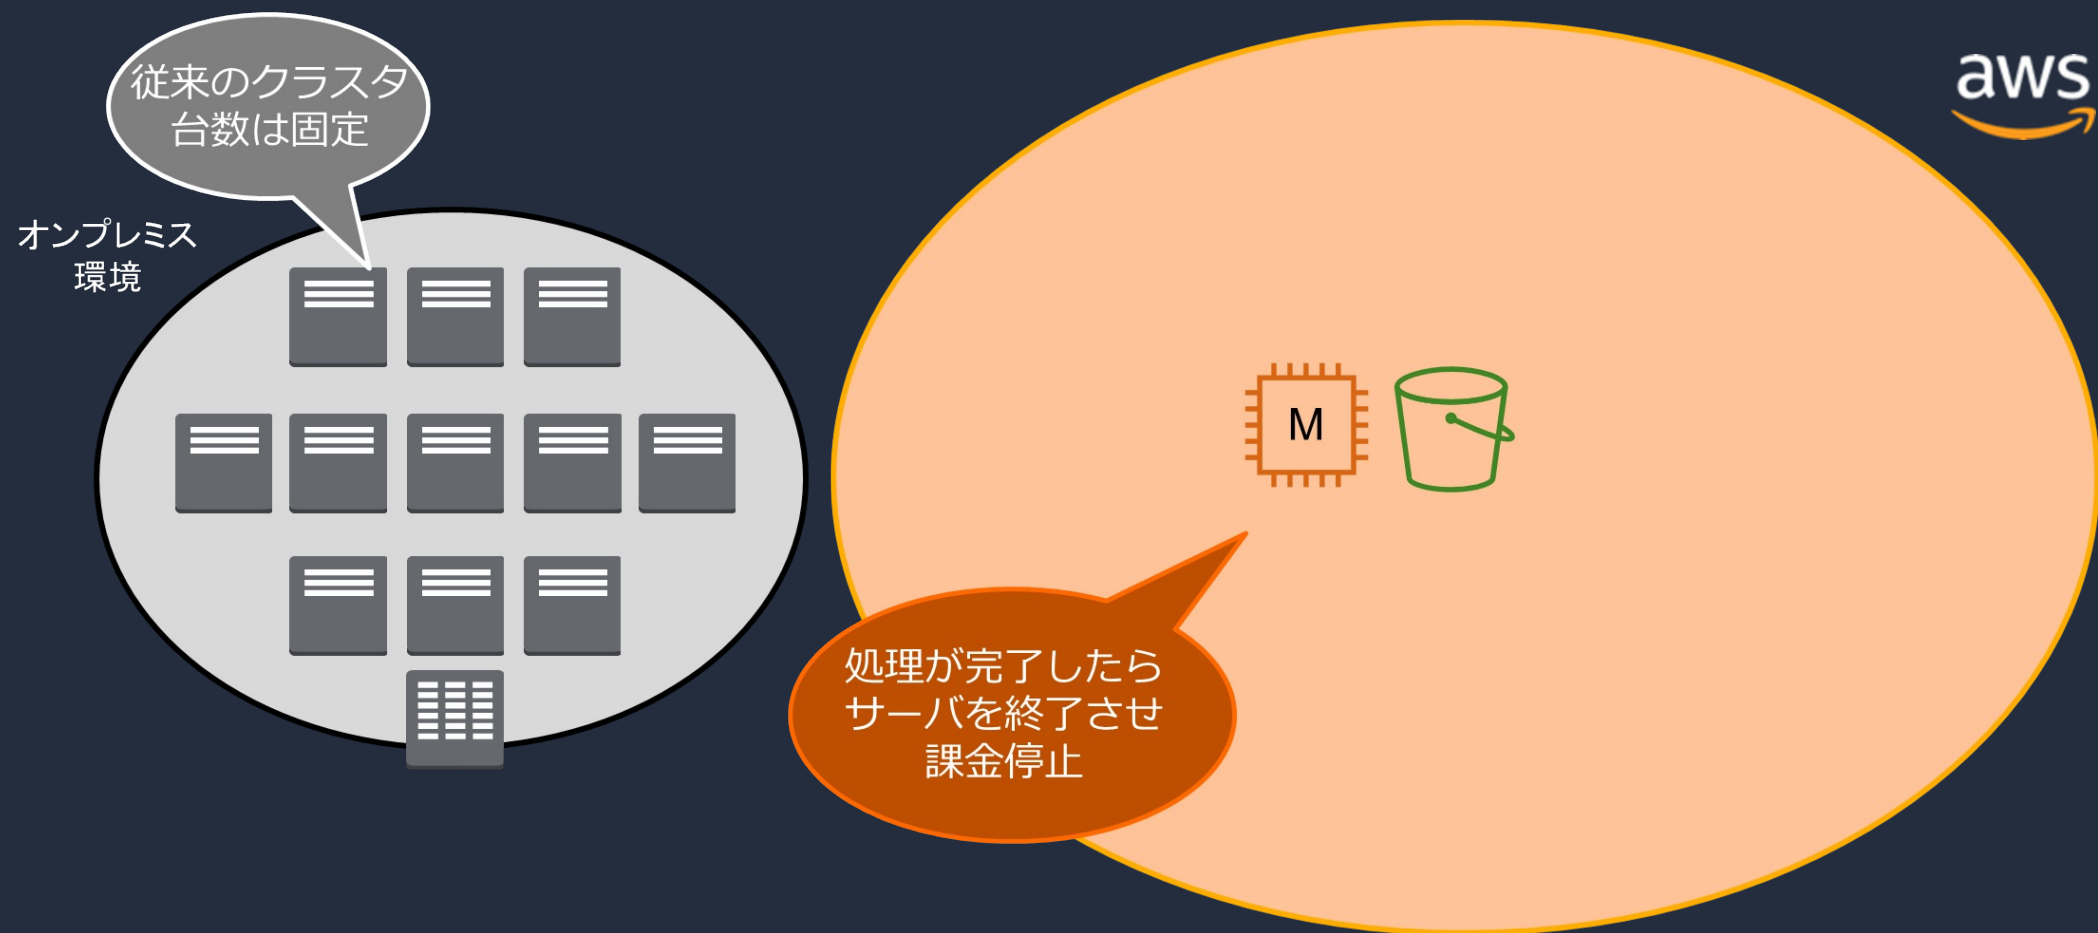 従来のクラスタ
台数は固定
オンプレミス
環境
aws
M
処理が完了したら
サーバを終了させ
課金停止